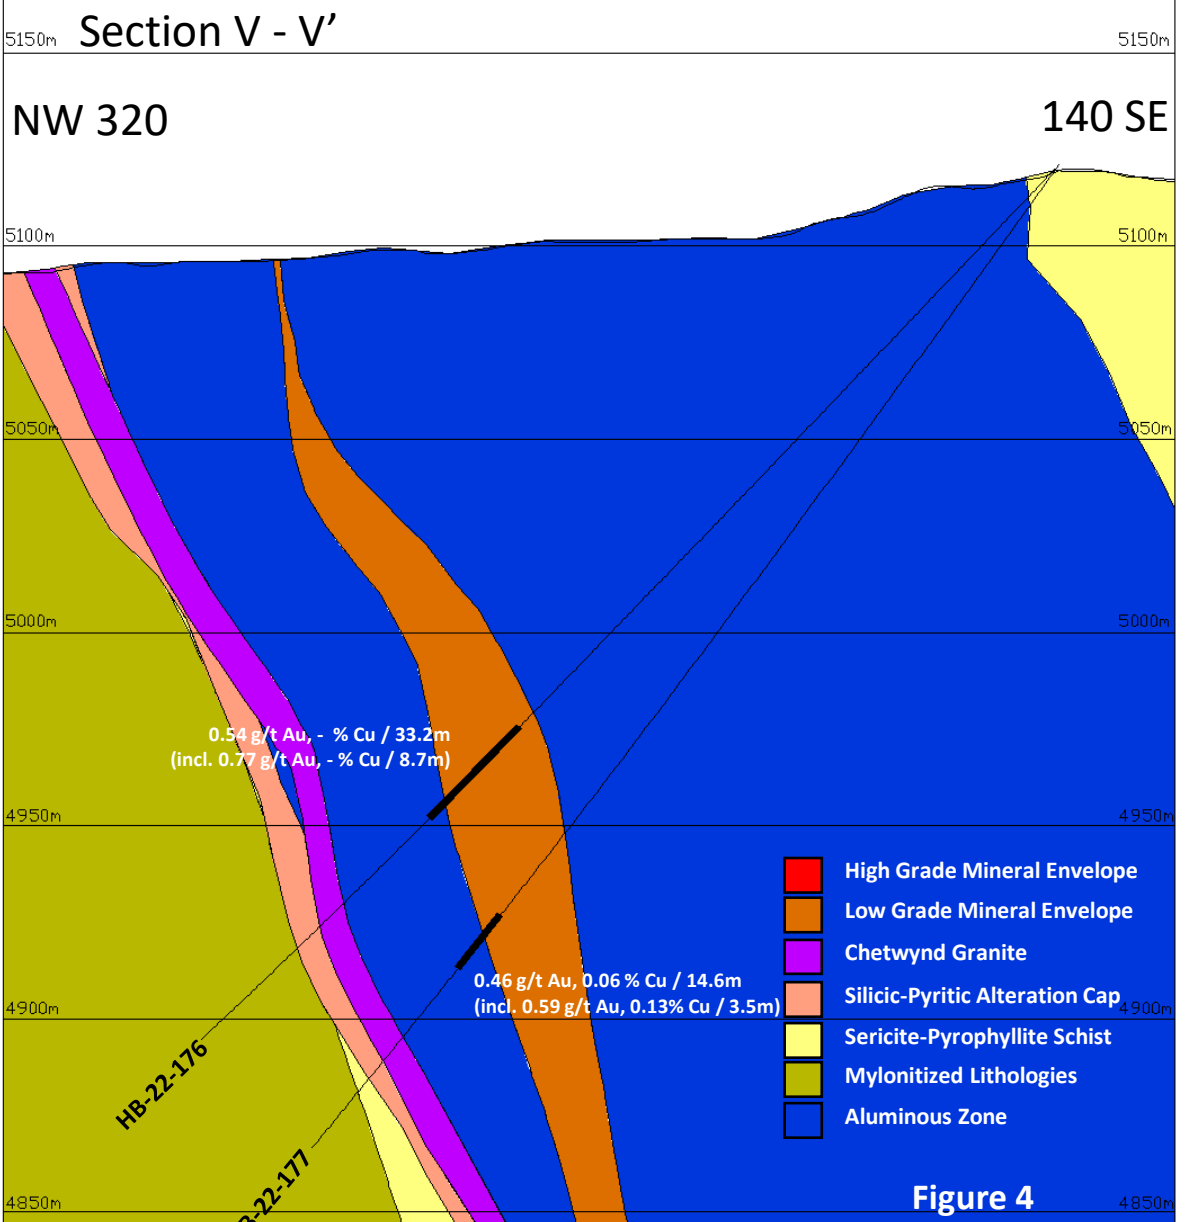 Section V - V’
5150m
5150m
NW 320
140 SE
5100m
5100m
5050m
5050m
5000m
5000m
0.54 g/t Au, - % Cu / 33.2m
(incl. 0.77 g/t Au, - % Cu / 8.7m)
4950m
4950m
High Grade Mineral Envelope
Low Grade Mineral Envelope
Chetwynd Granite
0.46 g/t Au, 0.06 % Cu / 14.6m
(incl. 0.59 g/t Au, 0.13% Cu / 3.5m)
Silicic-Pyritic Alteration Cap
4900m
4900m
Sericite-Pyrophyllite Schist
Mylonitized Lithologies
Aluminous Zone
HB-22-176
B-22-177
Figure 4
4850m
4850m